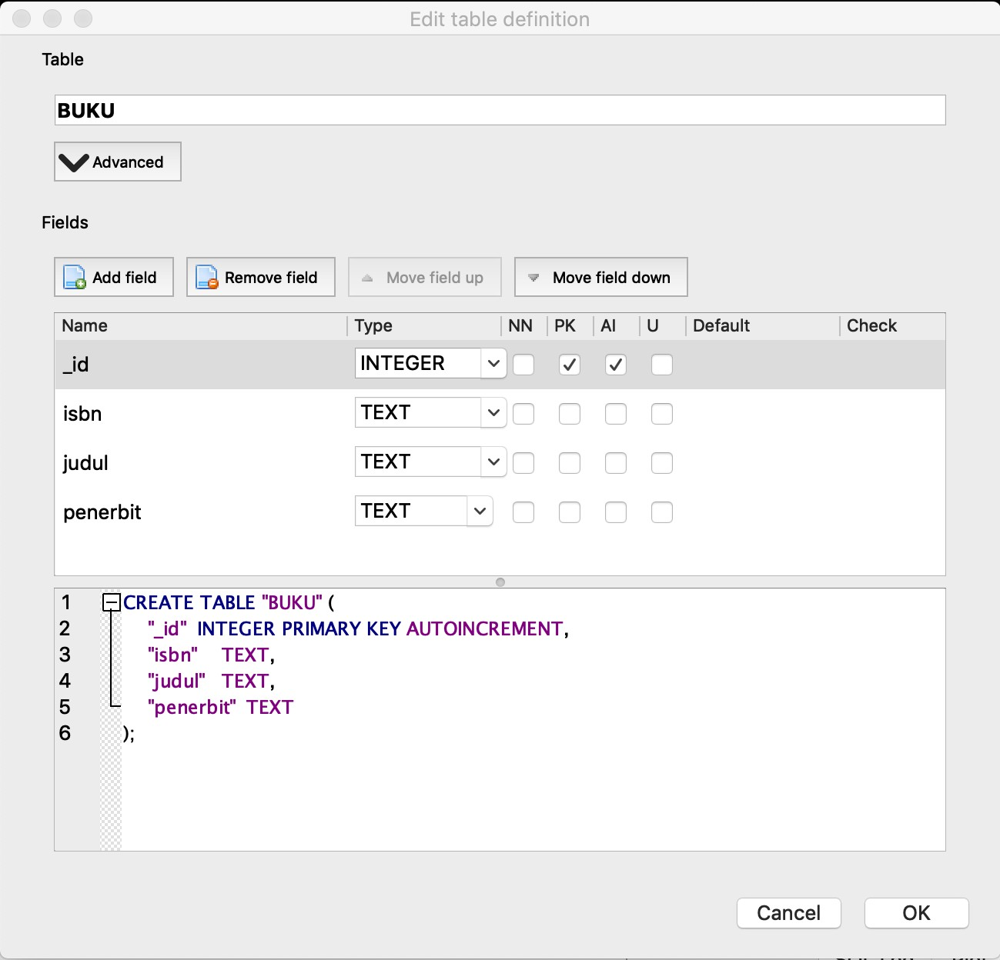 Edit table definition
Table
BUKU
Advanced
Fields
Add field Remove field Move field up Move field down
Name Type NN PK AI U Default Check
_id INTEGER
isbn TEXT
judul TEXT
penerbit TEXT
1 CREATE TABLE "BUKU" (
2 "_id" INTEGER PRIMARY KEY AUTOINCREMENT,
3 "isbn" TEXT,
4 "judul" TEXT,
5 "penerbit" TEXT
6 );
Cancel OK